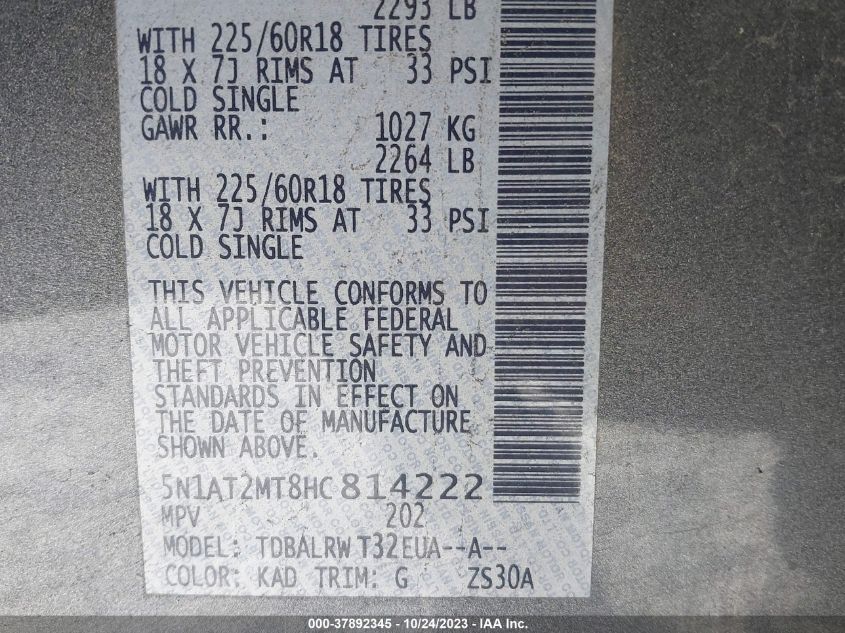 2293 LB
WITH 225/60R18 TIRES
18 X 7J RIMS AT 33 PSI
COLD SINGLE
GAWR RR.: 1027 KG
2264 LB
WITH 225/60R18 TIRES
18 X 7J RIMS AT 33 PSI
COLD SINGLE
THIS VEHICLE CONFORMS TO
ALL APPLICABLE FEDERAL
MOTOR VEHICLE SAFETY AND
THEFT PREVENTION
STANDARDS IN EFFECT ON
THE DATE OF MANUFACTURE
SHOWN ABOVE.
5N1AT2MT8HC814222
MPV 202
MODEL: TDBALRW T32EUA--A--
COLOR: KAD TRIM: G ZS30A
000-37892345 - 10/24/2023 - IAA Inc.